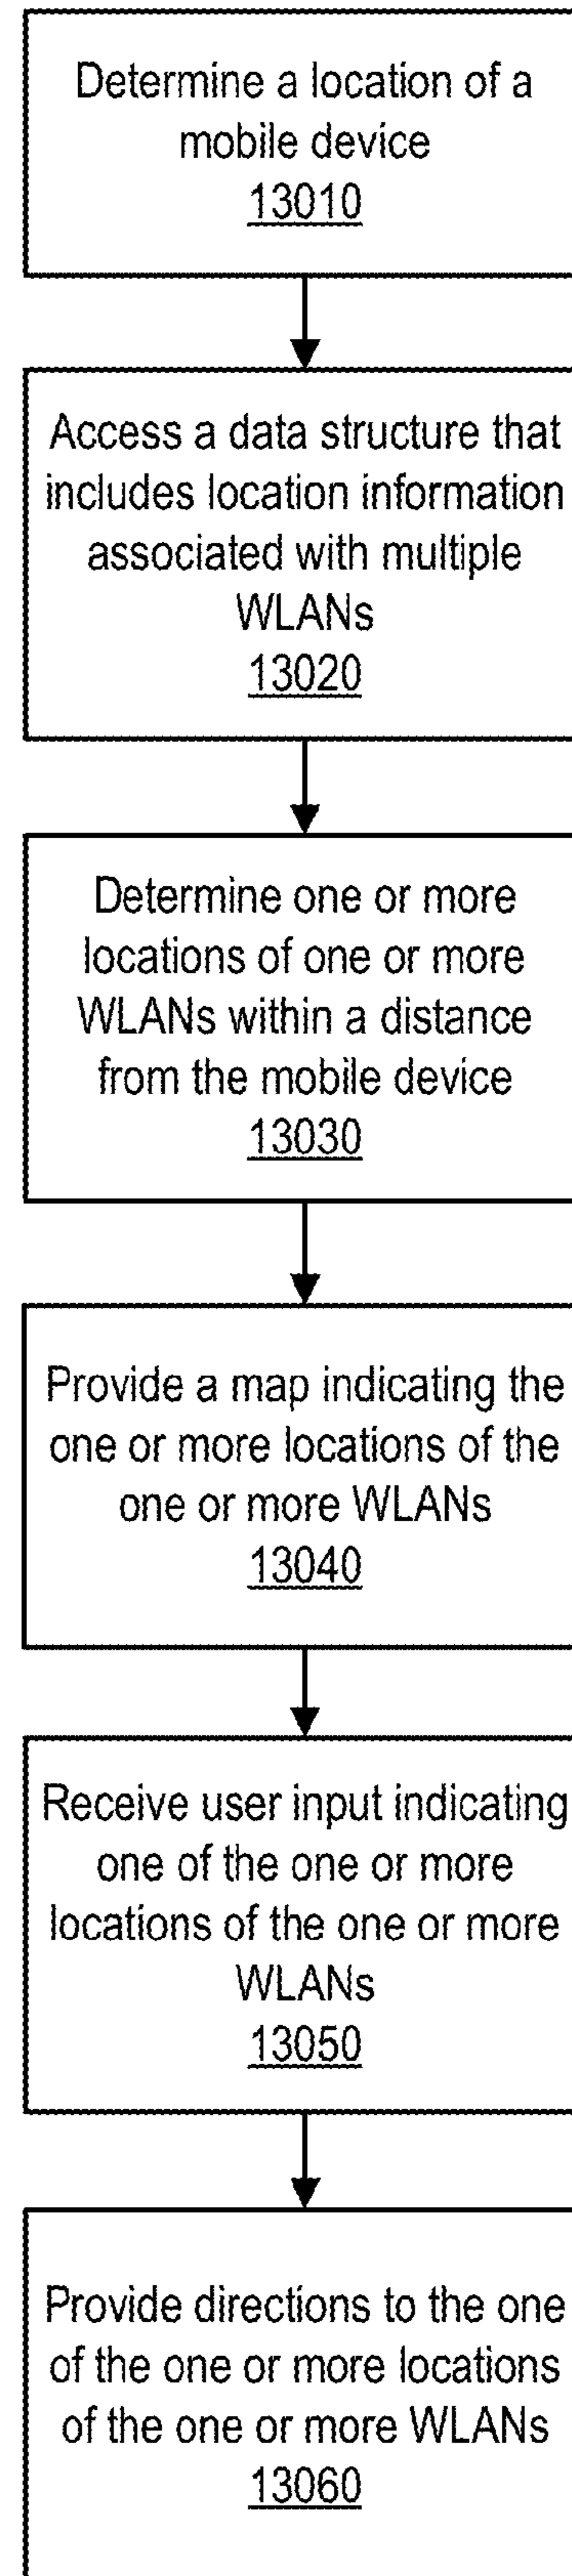 Determine a location of a
mobile device
13010
Access a data structure that
includes location information
associated with multiple
WLANs
13020
Determine one or more
locations of one or more
WLANs within a distance
from the mobile device
13030
Provide a map indicating the
one or more locations of the
one or more WLANs
13040
Receive user input indicating
one of the one or more
locations of the one or more
WLANs
13050
Provide directions to the one
of the one or more locations
of the one or more WLANs
13060